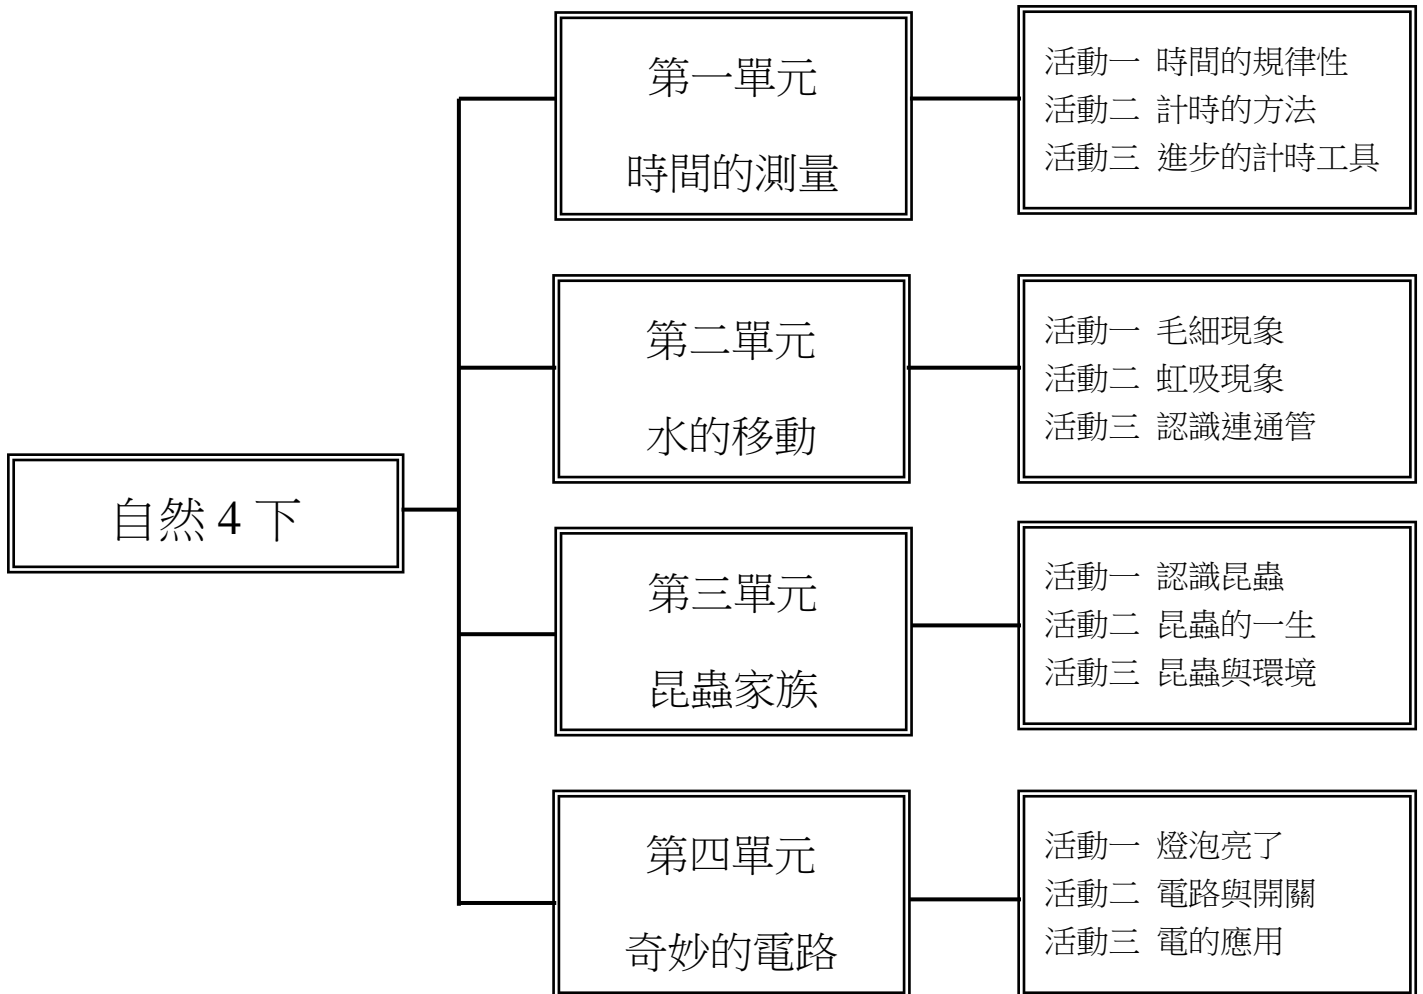 自然 4 下
第一單元
時間的測量
活動一 時間的規律性
活動二 計時的方法
活動三 進步的計時工具
第二單元
水的移動
活動一 毛細現象
活動二 虹吸現象
活動三 認識連通管
第三單元
昆蟲家族
活動一 認識昆蟲
活動二 昆蟲的一生
活動三 昆蟲與環境
第四單元
奇妙的電路
活動一 燈泡亮了
活動二 電路與開關
活動三 電的應用